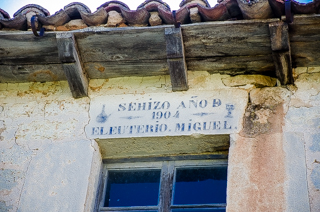 SEHIZO AÑO D
1904
ELEUTERIO. MIGUEL.